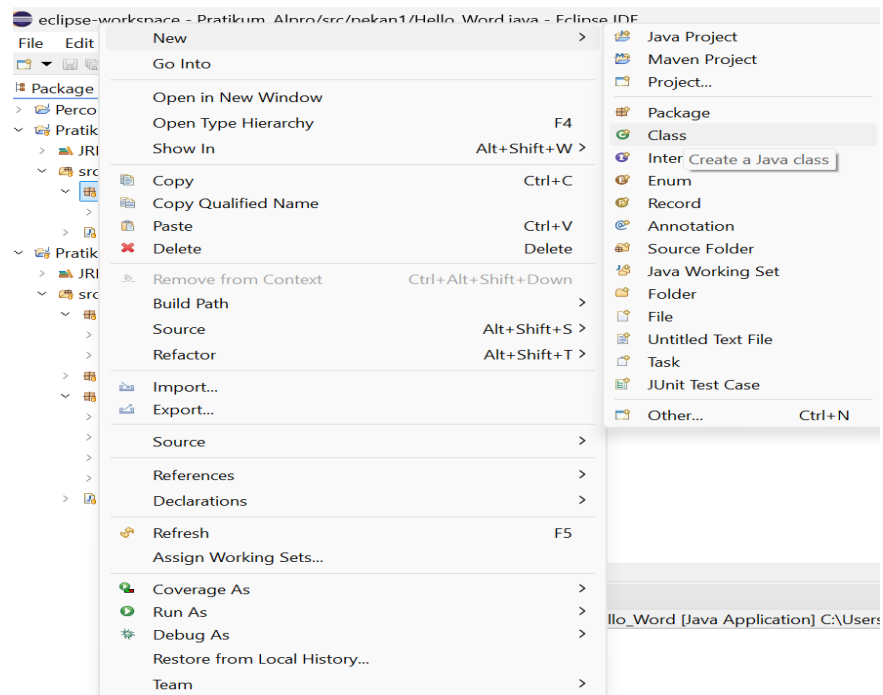 eclipse-workspace - Pratikum_Alpro/src/pekan1/Hello_Word.java - Eclipse IDE
File Edit
Package
Perco
Pratik
JRI
src
Pratik
JRI
src
New
Go Into
Open in New Window
Open Type Hierarchy F4
Show In Alt+Shift+W >
Copy Ctrl+C
Copy Qualified Name
Paste Ctrl+V
Delete Delete
Remove from Context Ctrl+Alt+Shift+Down
Build Path
Source Alt+Shift+S >
Refactor Alt+Shift+T >
Import...
Export...
Source
References
Declarations
Refresh F5
Assign Working Sets...
Coverage As
Run As
Debug As
Restore from Local History...
Team
Java Project
Maven Project
Project...
Package
Class
Inter
Create a Java class
Enum
Record
Annotation
Source Folder
Java Working Set
Folder
File
Untitled Text File
Task
JUnit Test Case
Other... Ctrl+N
llo_Word [Java Application] C:\Users